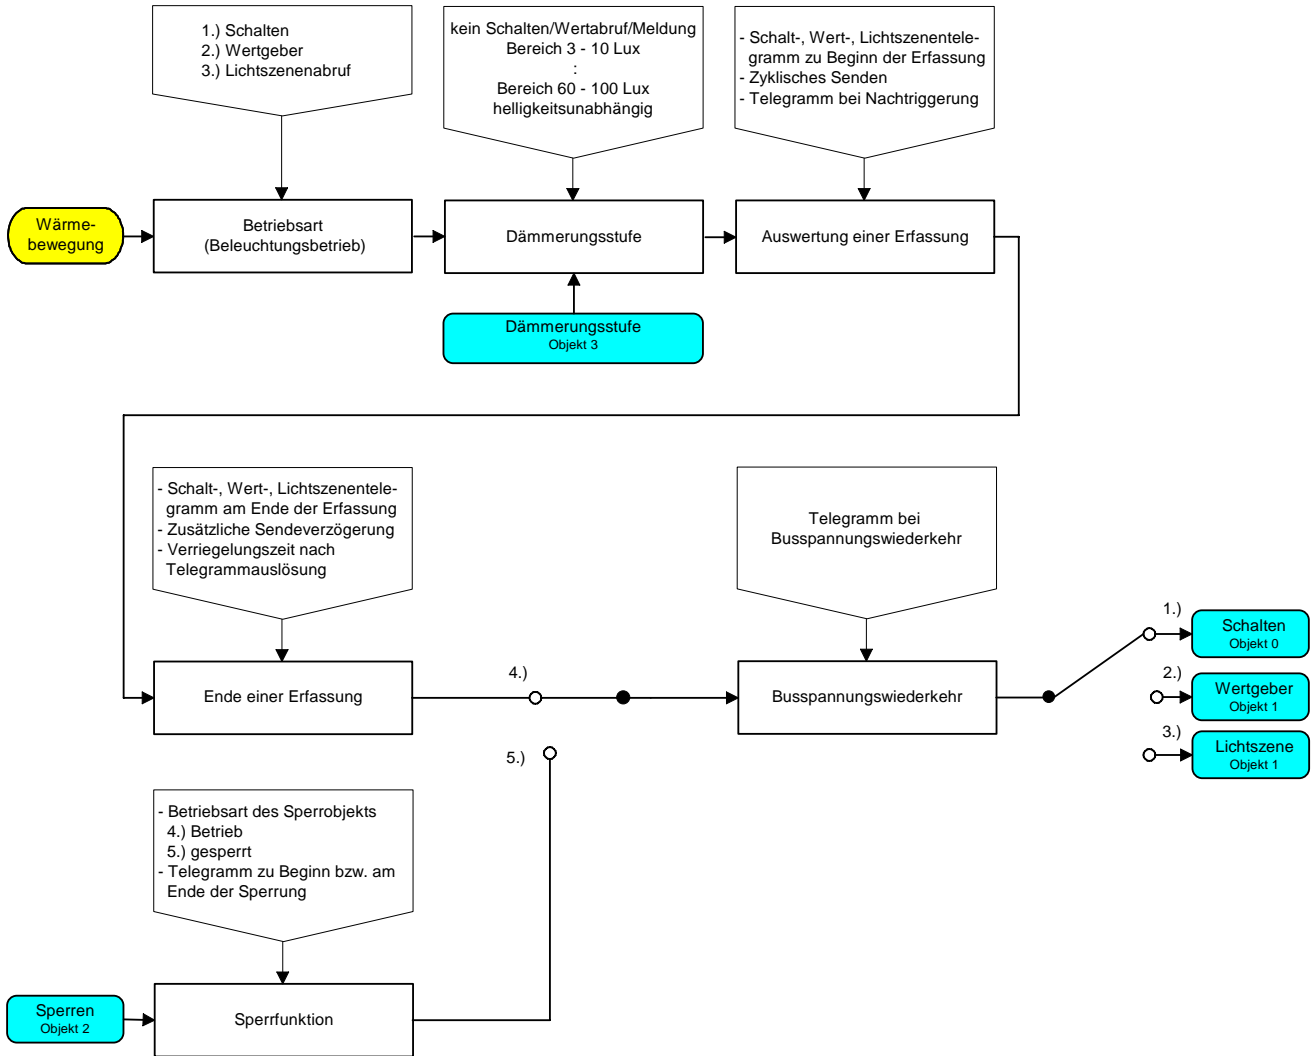 1.) Schalten
2.) Wertgeber
3.) Lichtszenenabruf
kein Schalten/Wertabruf/Meldung
Bereich 3 - 10 Lux
:
Bereich 60 - 100 Lux
helligkeitsunabhängig
- Schalt-, Wert-, Lichtszenentele-
gramm zu Beginn der Erfassung
- Zyklisches Senden
- Telegramm bei Nachtriggerung
Wärme-
bewegung
Betriebsart
(Beleuchtungsbetrieb)
Dämmerungsstufe
Auswertung einer Erfassung
Dämmerungsstufe
Objekt 3
- Schalt-, Wert-, Lichtszenentele-
gramm am Ende der Erfassung
- Zusätzliche Sendeverzögerung
- Verriegelungszeit nach
Telegrammauslösung
Telegramm bei
Busspannungswiederkehr
Ende einer Erfassung
4.)
5.)
Busspannungswiederkehr
1.)
Schalten
Objekt 0
2.)
Wertgeber
Objekt 1
3.)
Lichtszene
Objekt 1
- Betriebsart des Sperrobjekts
4.) Betrieb
5.) gesperrt
- Telegramm zu Beginn bzw. am
Ende der Sperrung
Sperren
Objekt 2
Sperrfunktion